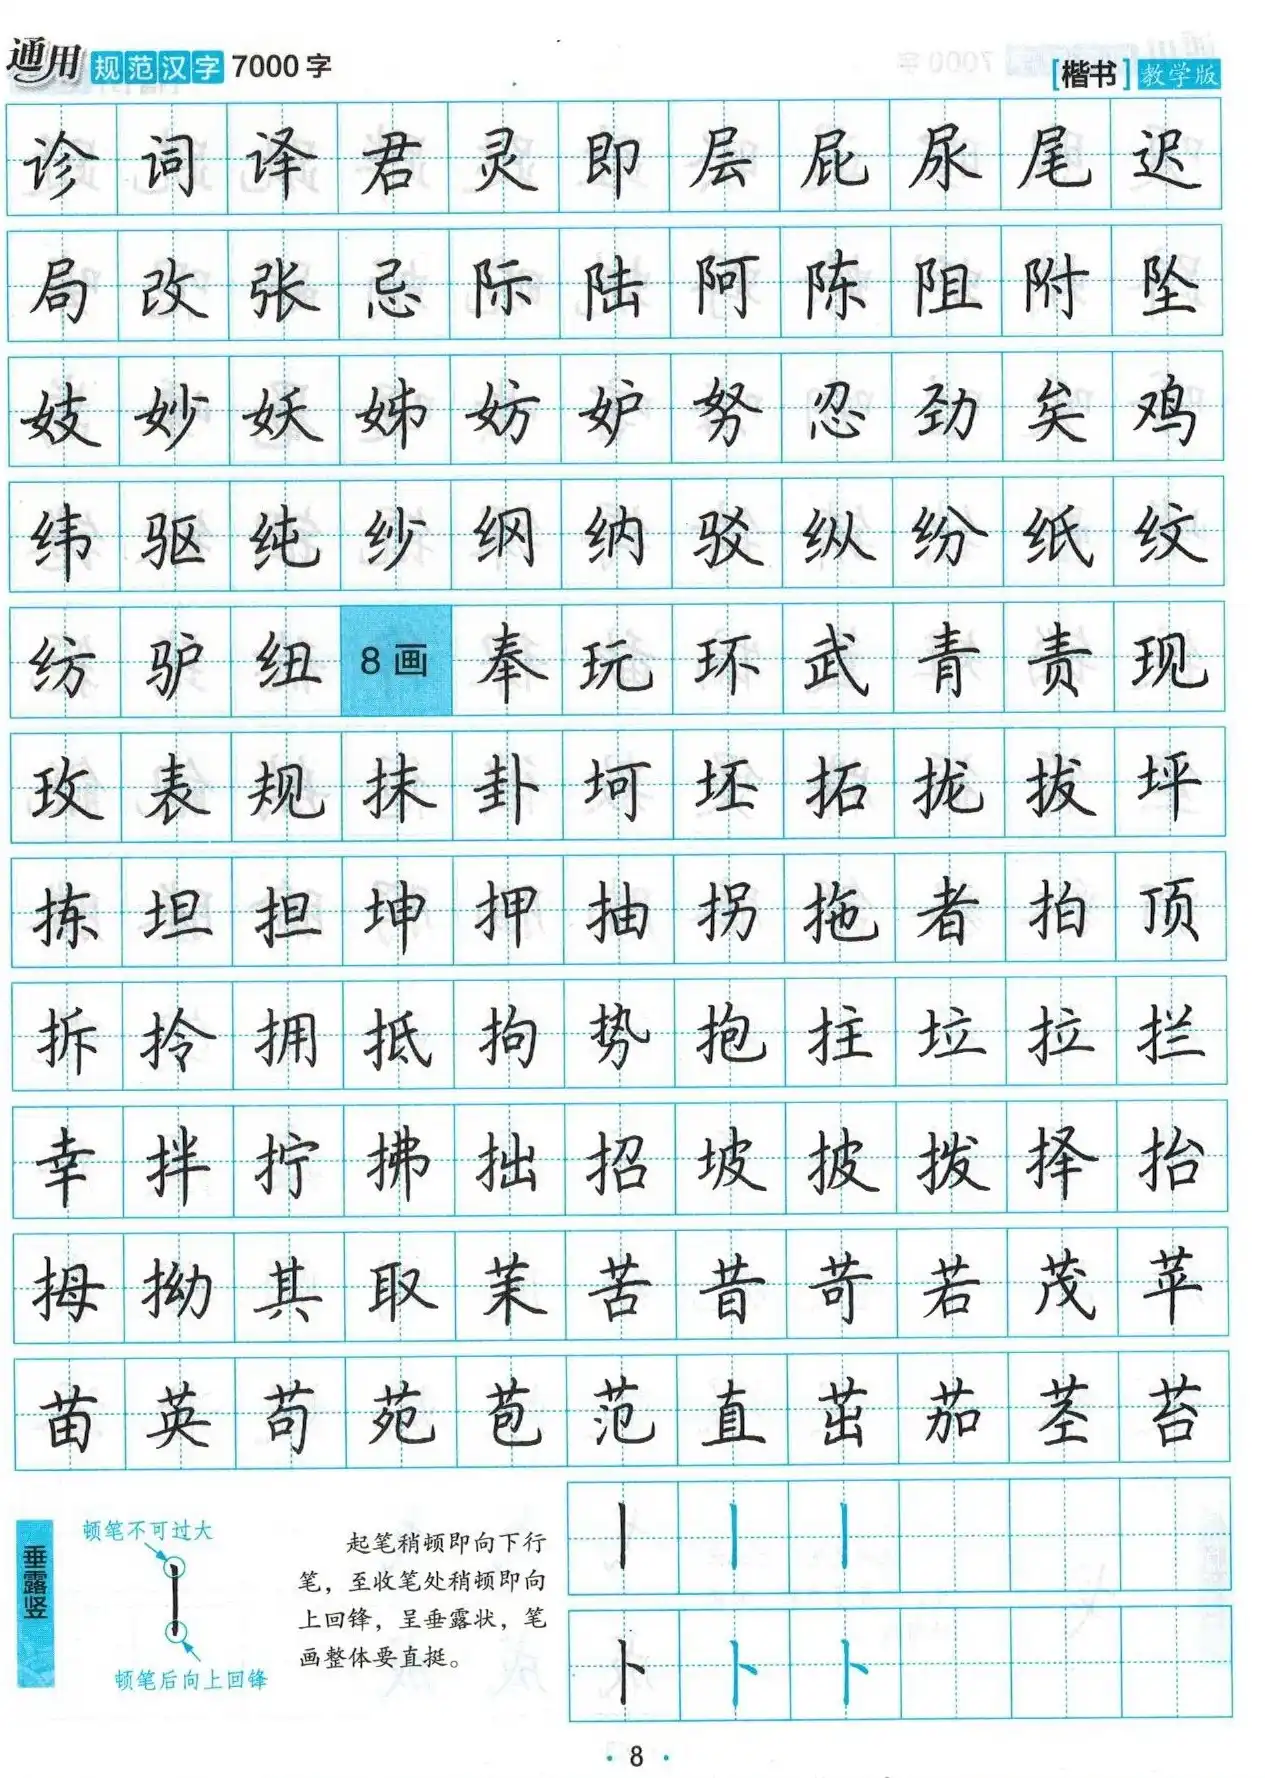 通用规范汉字7000字
[楷书]教学版
诊词译君灵即层屁尿尾迟
局改张忌际陆阿陈阻附坠
妓妙妖姊妨妒努忍劲矣鸡
纬驱纯纱纲纳驳纵纷纸纹
纺驴纽8画奉玩环武青责现
玫表规抹卦坷坯拓拢拔坪
拣坦担坤押抽拐拖者拍顶
拆拎拥抵拘势抱拄垃拉拦
幸拌拧拂拙招坡披拨择抬
拇拗其取茉苦昔苛若茂苹
苗英苟苑苞范直茁茄茎苔
垂露竖
顿笔不可过大
顿笔后向上回锋
起笔稍顿即向下行
笔，至收笔处稍顿即向
上回锋，呈垂露状，笔
画整体要直挺。
丨丨丨
卜卜卜
·8·